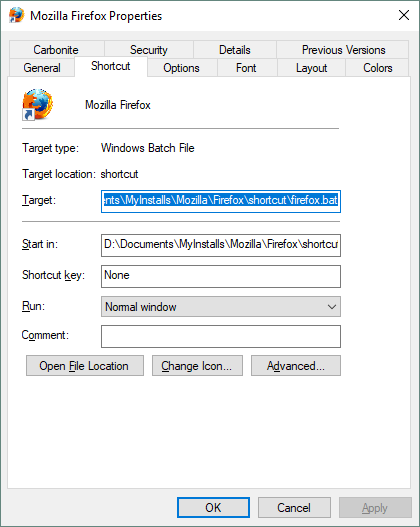 Mozilla Firefox Properties
Carbonite Security Details Previous Versions
General Shortcut Options Font Layout Colors
Mozilla Firefox
Target type: Windows Batch File
Target location: shortcut
Target: ents\MyInstalls\Mozilla\Firefox\shortcut\firefox.bat
Start in: D:\Documents\MyInstalls\Mozilla\Firefox\shortcut
Shortcut key: None
Run: Normal window
Comment:
Open File Location Change Icon... Advanced...
OK Cancel Apply